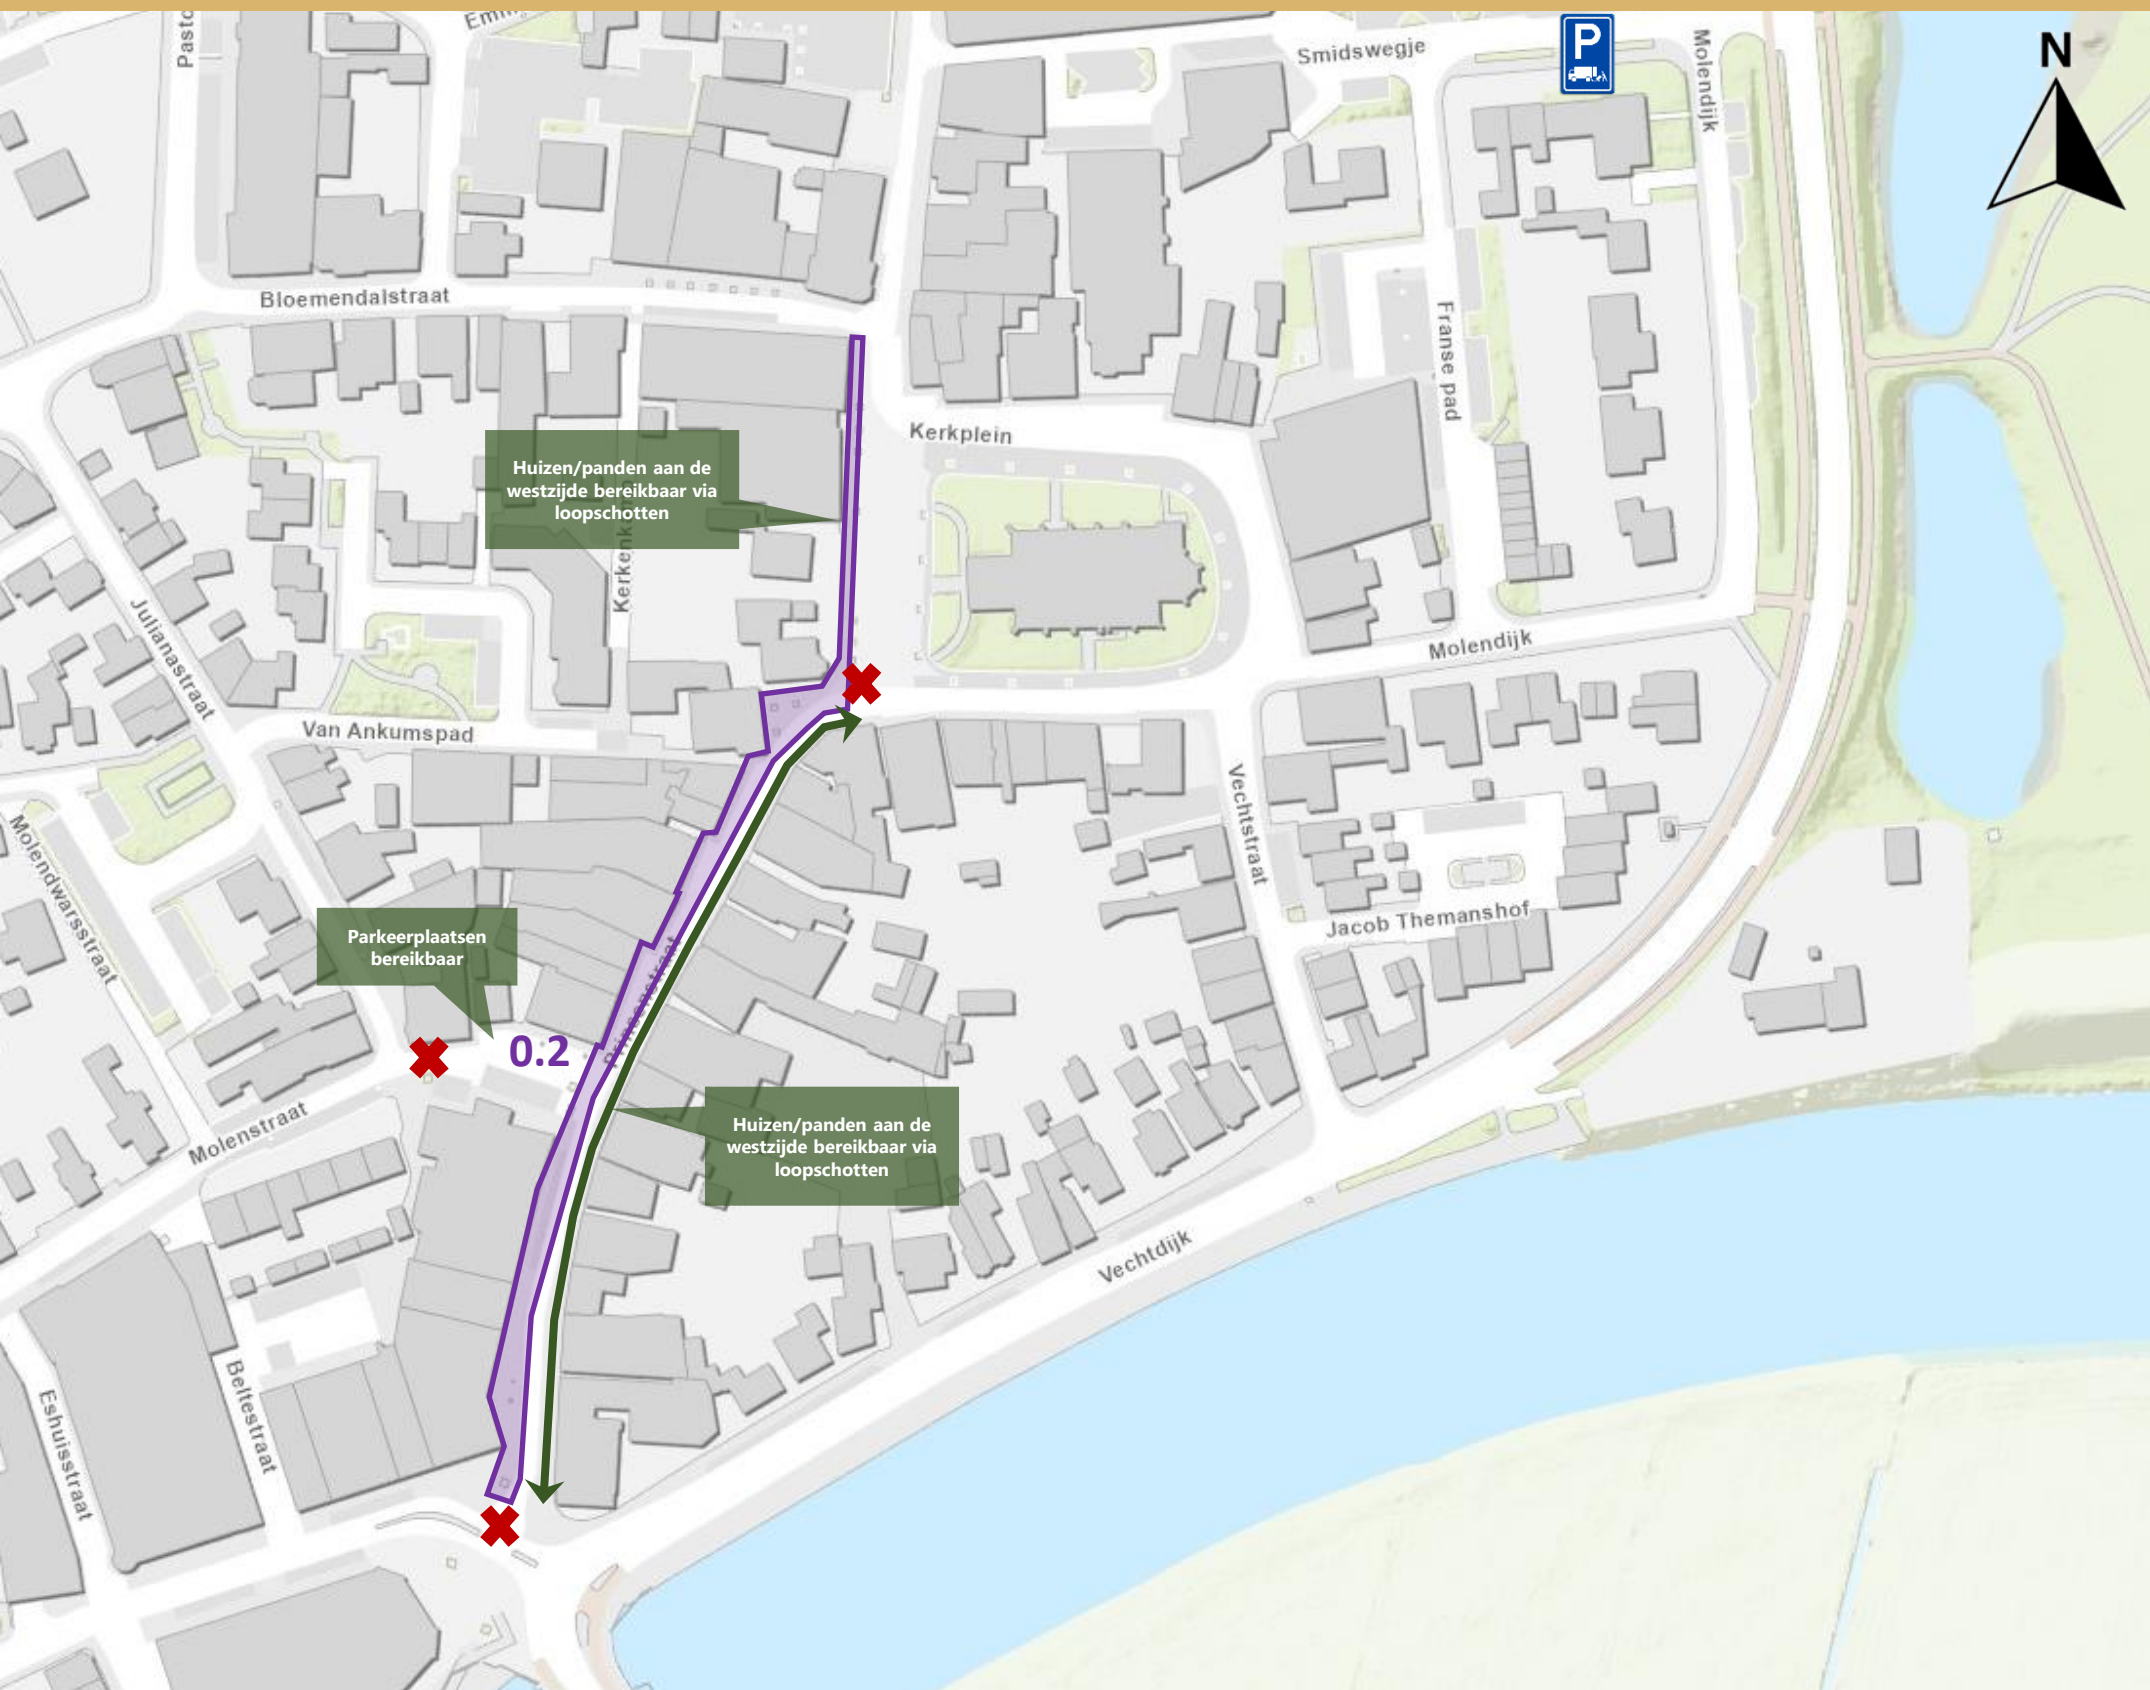 Smidswegje
P
Molendijk
N
Bloemendalstraat
Franse pad
Kerkplein
Huizen/panden aan de
westzijde bereikbaar via
loopschotten
Julianastraat
Molendijk
Van Ankumspad
Vechtstraat
Molendwarsstraat
Jacob Themanshof
Parkeerplaatsen
bereikbaar
Prinsenstraat
0.2
Molenstraat
Huizen/panden aan de
westzijde bereikbaar via
loopschotten
Vechtdijk
Beltestraat
Eshuisstraat